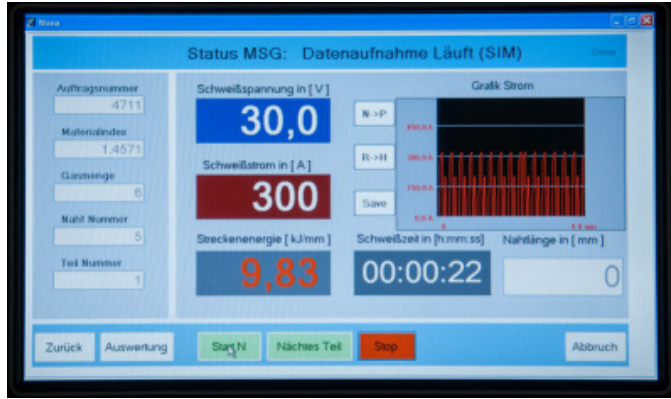 Status MSG: Datenaufnahme Läuft (SIM)
Auftragsnummer
4711
Materialindex
1.4571
Gasmenge
6
Naht Nummer
5
Teil Nummer
1
Schweißspannung in [ V ]
30,0
Schweißstrom in [ A ]
300
Streckenenergie [ kJ/mm ]
9,83
Grafik Strom
N->P
R->H
Save
450,0 A
300,0 A
150,0 A
0,0 A
0
Schweißzeit in [h:mm:ss]
00:00:22
Nahtlänge in [ mm ]
0
Zurück
Auswertung
Start N
Nächtes Teil
Stop
Abbruch